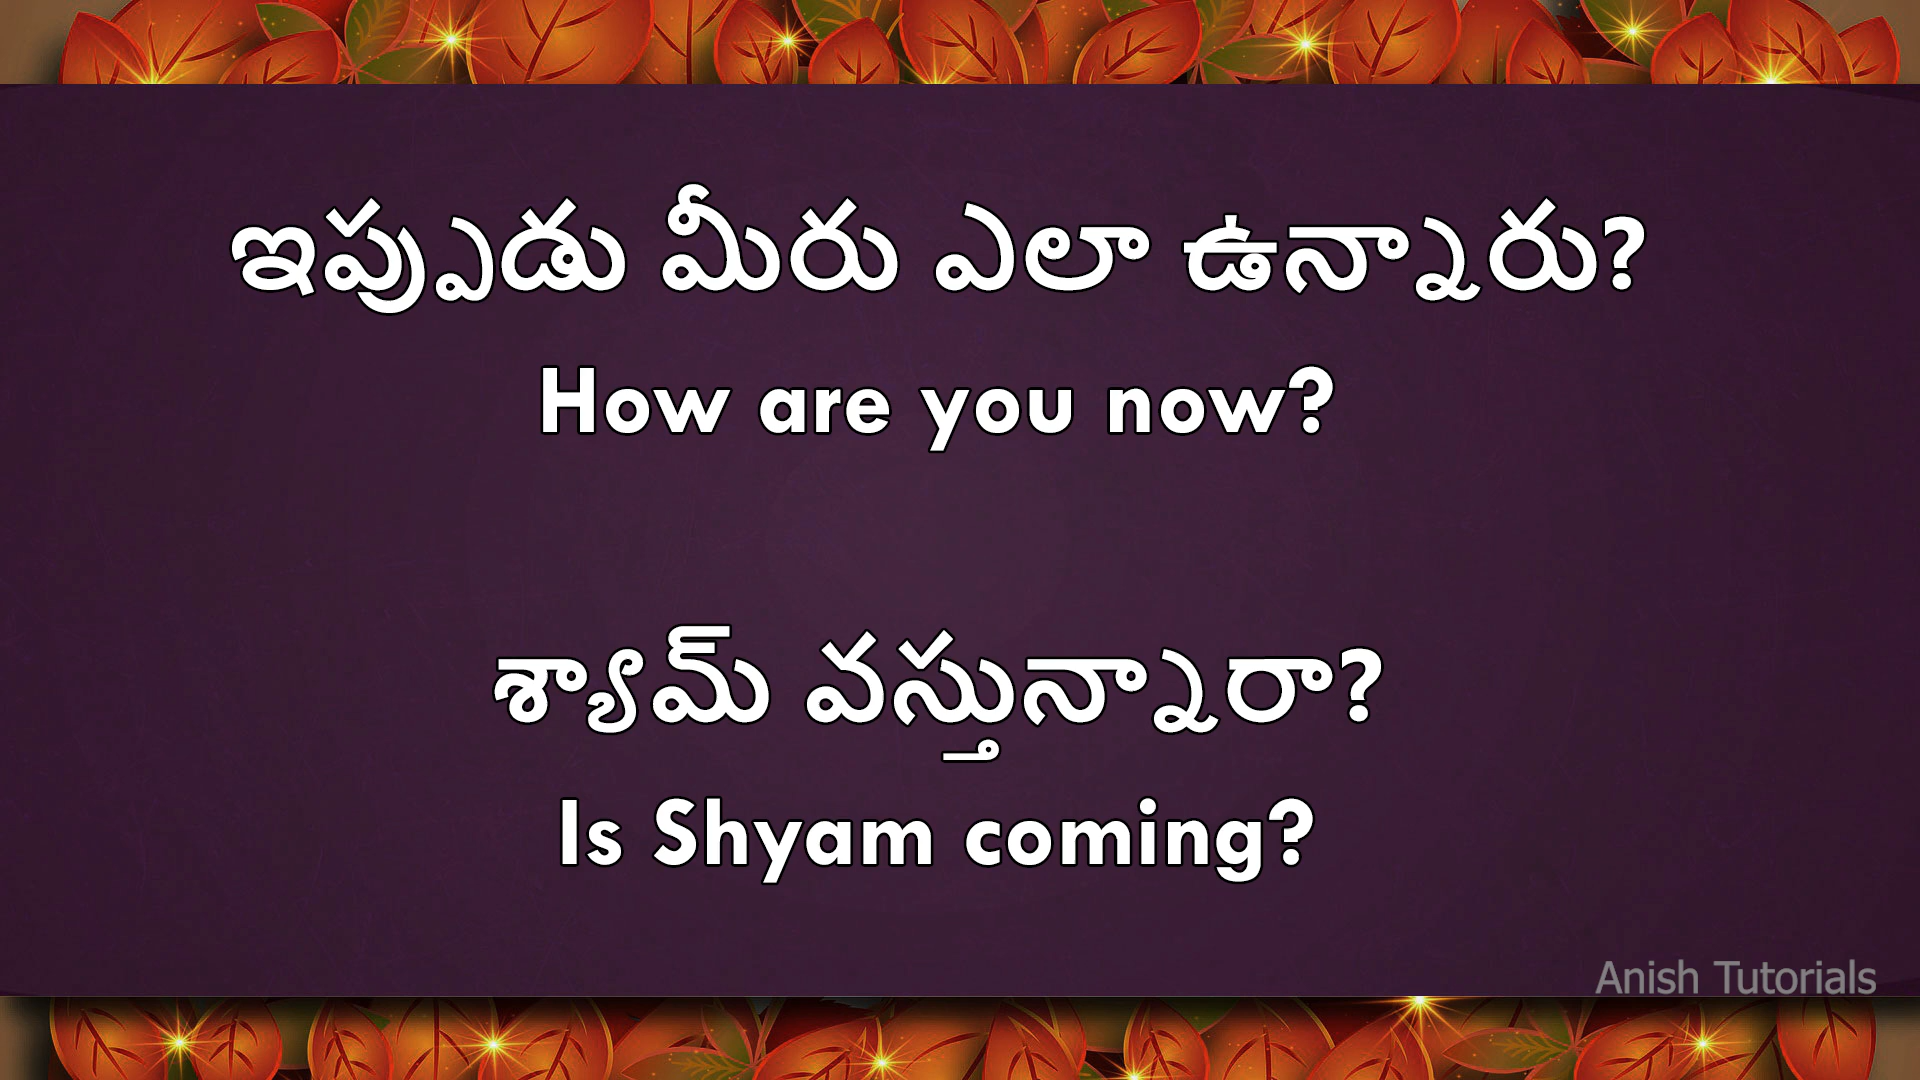 ఇప్పుడు మీరు ఎలా ఉన్నారు?
How are you now?
శ్యామ్ వస్తున్నారా?
Is Shyam coming?
Anish Tutorials